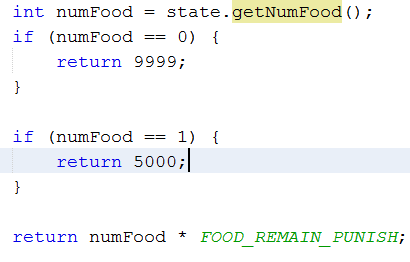 int numFood = state.getNumFood();
if (numFood == 0) {
    return 9999;
}

if (numFood == 1) {
    return 5000;
}

return numFood * FOOD_REMAIN_PUNISH;